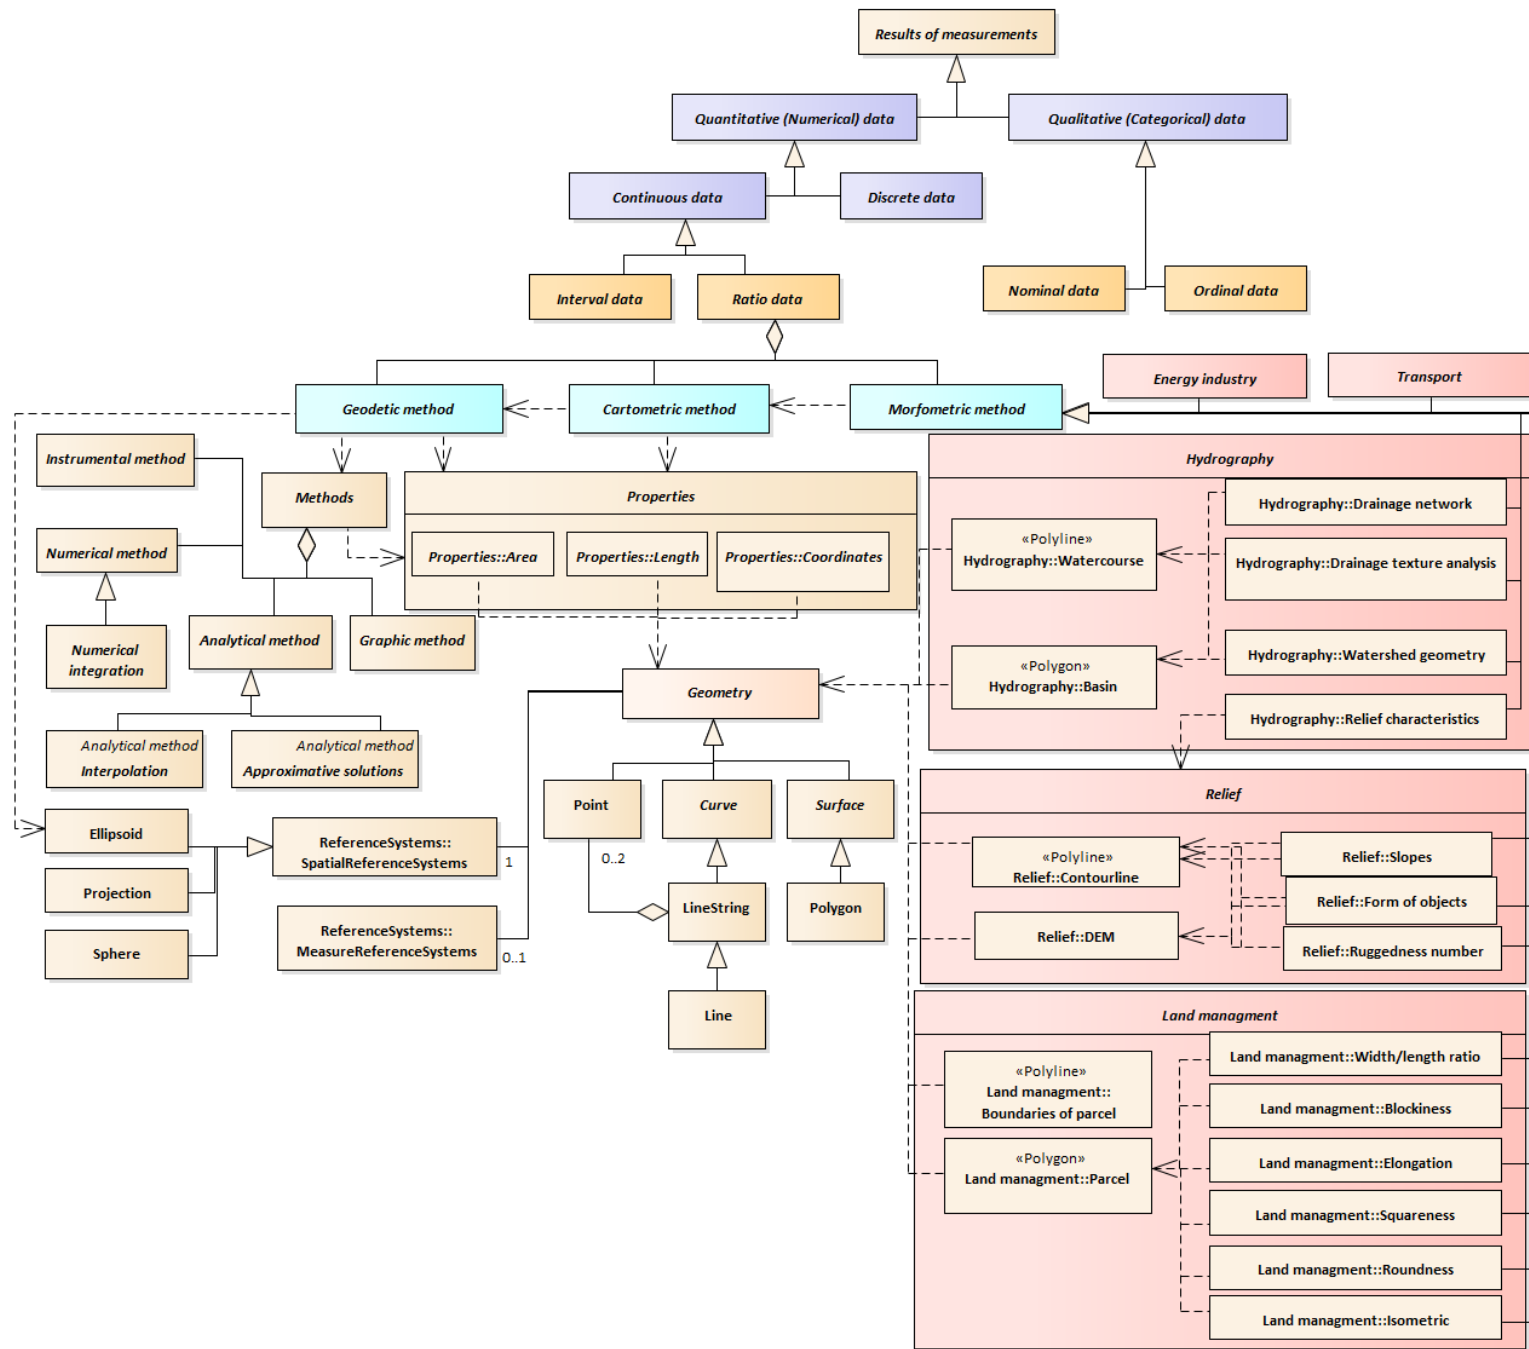 Results of measurements
Quantitative (Numerical) data
Qualitative (Categorical) data
Continuous data
Discrete data
Interval data
Ratio data
Nominal data
Ordinal data
Energy industry
Transport
Geodetic method
Cartometric method
Morfometric method
Instrumental method
Methods
Numerical method
Numerical
integration
Analytical method
Graphic method
Analytical method
Interpolation
Analytical method
Approximative solutions
Properties
Properties::Area
Properties::Length
Properties::Coordinates
Hydrography
«Polyline»
Hydrography::Watercourse
«Polygon»
Hydrography::Basin
Hydrography::Drainage network
Hydrography::Drainage texture analysis
Hydrography::Watershed geometry
Hydrography::Relief characteristics
Geometry
Point
Curve
Surface
0..2
LineString
Polygon
Line
Ellipsoid
Projection
Sphere
ReferenceSystems::
SpatialReferenceSystems
1
ReferenceSystems::
MeasureReferenceSystems
0..1
Relief
«Polyline»
Relief::Contourline
Relief::DEM
Relief::Slopes
Relief::Form of objects
Relief::Ruggedness number
Land managment
«Polyline»
Land managment::
Boundaries of parcel
«Polygon»
Land managment::Parcel
Land managment::Width/length ratio
Land managment::Blockiness
Land managment::Elongation
Land managment::Squareness
Land managment::Roundness
Land managment::Isometric